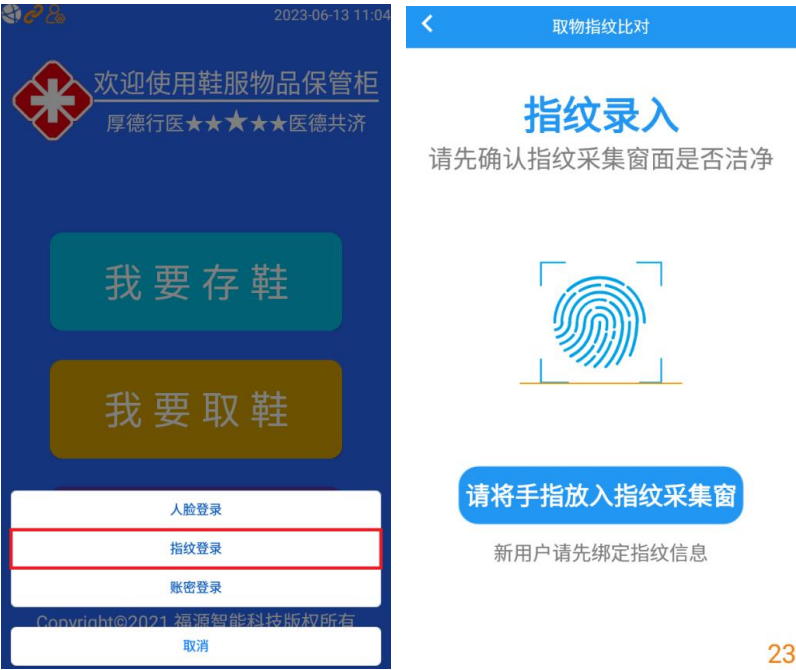 2023-06-13 11:04
欢迎使用鞋服物品保管柜
厚德行医★★★★★医德共济
我要存鞋
我要取鞋
人脸登录
指纹登录
账密登录
Copyright©2021 福源智能科技版权所有
取消
取物指纹比对
指纹录入
请先确认指纹采集窗面是否洁净
请将手指放入指纹采集窗
新用户请先绑定指纹信息
23